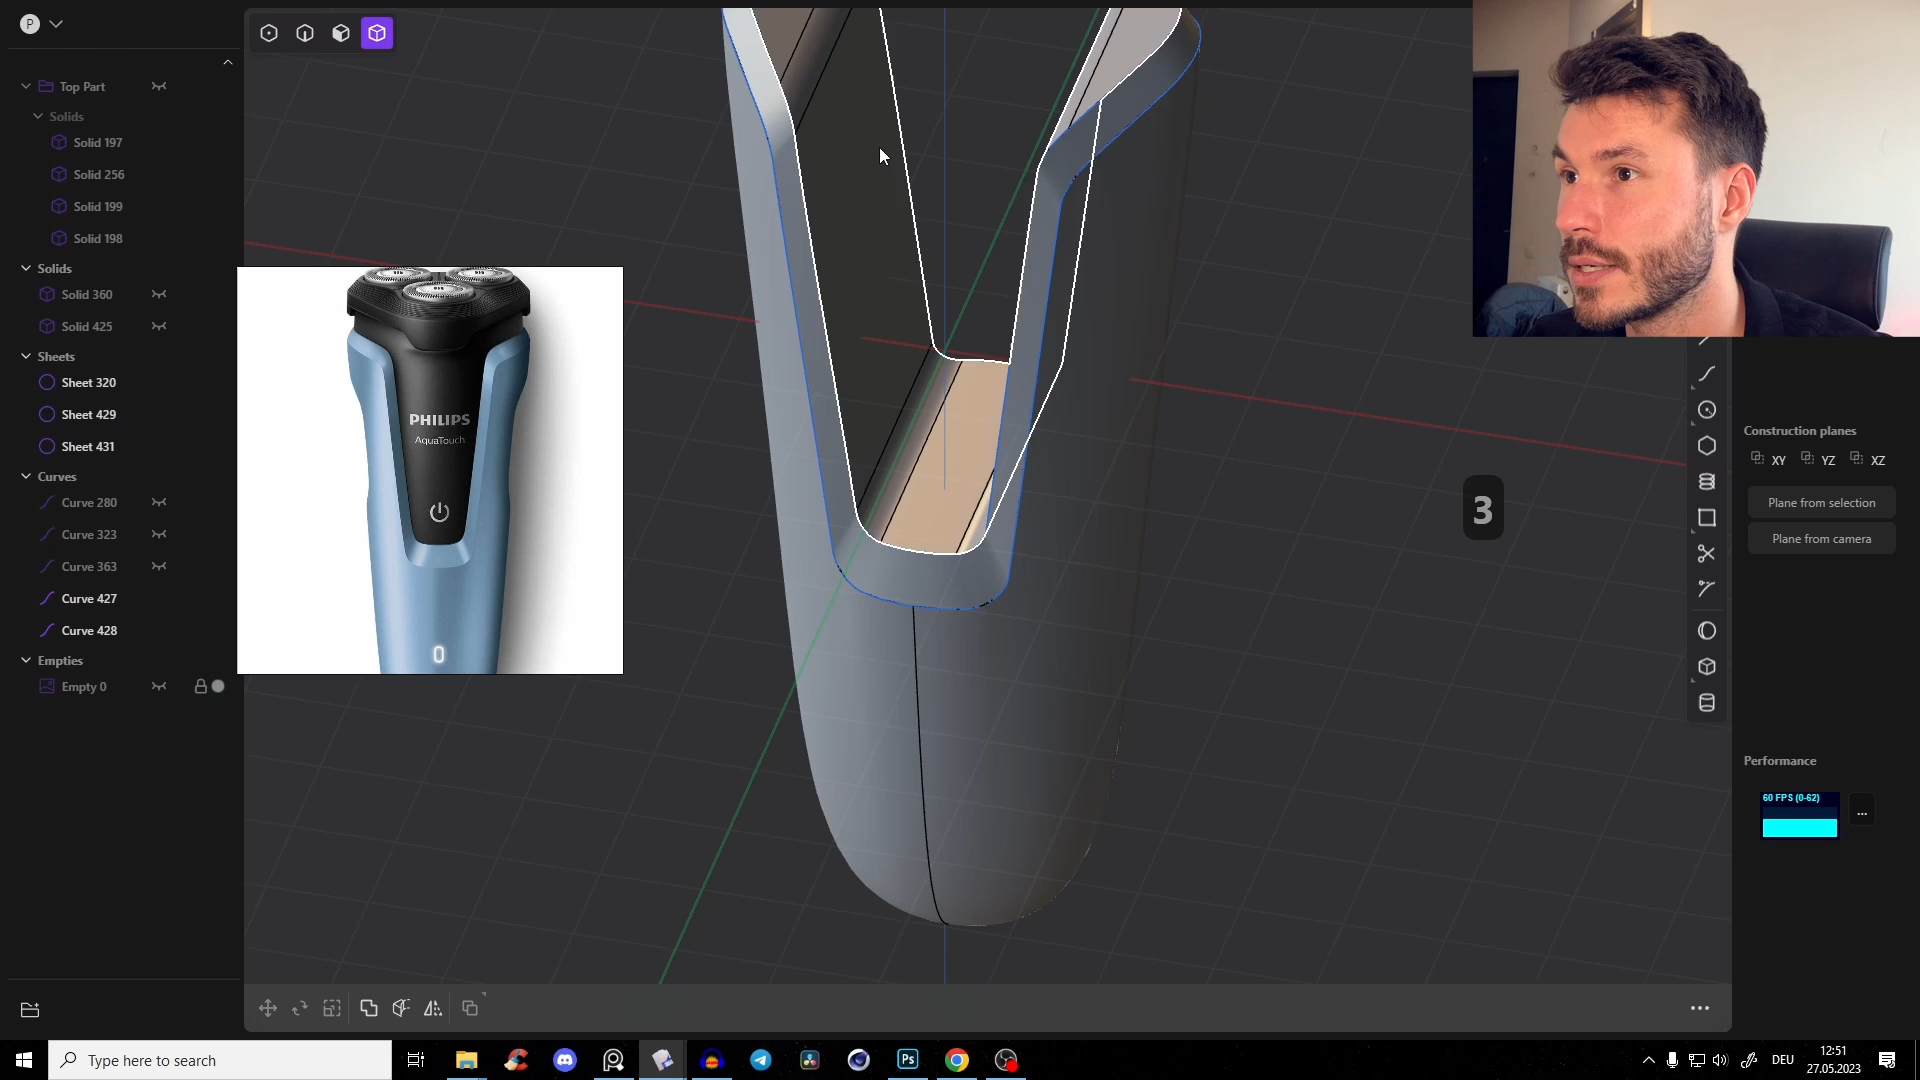 P
Top Part
Solids
Solid 197
Solid 256
Solid 199
Solid 198
Solids
Solid 360
Solid 425
Sheets
Sheet 320
Sheet 429
Sheet 431
Curves
Curve 280
Curve 323
Curve 363
Curve 427
Curve 428
Empties
Empty 0
PHILIPS
AquaTouch
3
Construction planes
XY YZ XZ
Plane from selection
Plane from camera
Performance
60 FPS (0-62)
...
Type here to search
Ps
DEU
12:51
27.05.2023